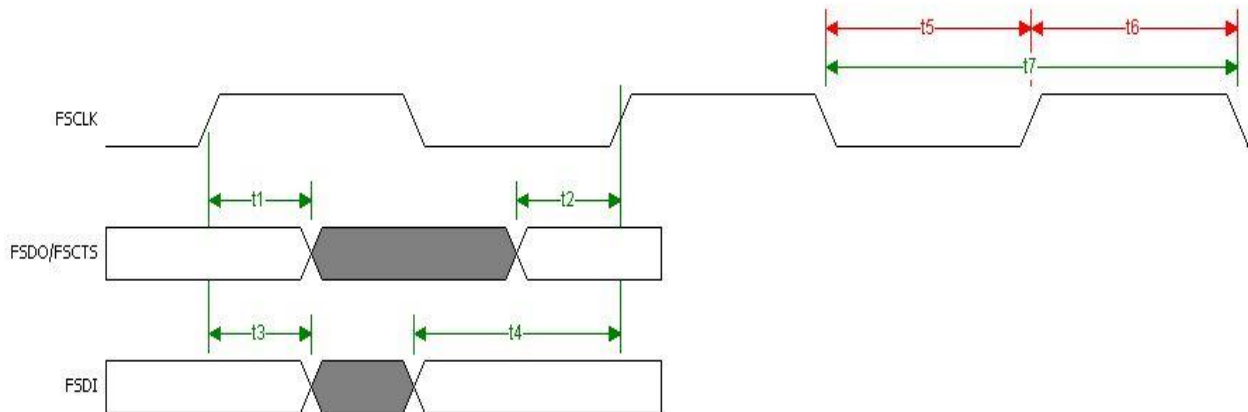 t5 t6
t7
FSCLK
t1 t2
FSDO/FSCTS
t3 t4
FSDI